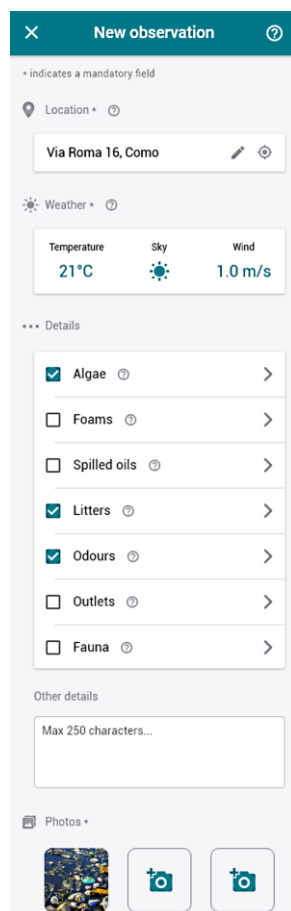 New observation
* indicates a mandatory field
Location *
Via Roma 16, Como
Weather *
Temperature Sky Wind
21°C 1.0 m/s
Details
Algae
Foams
Spilled oils
Litters
Odours
Outlets
Fauna
Other details
Max 250 characters...
Photos *